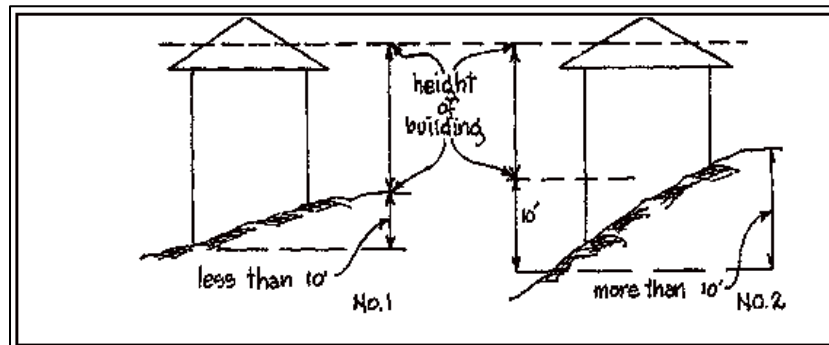 height
of
building
10'
less than 10'
No.1
more than 10'
NO.2